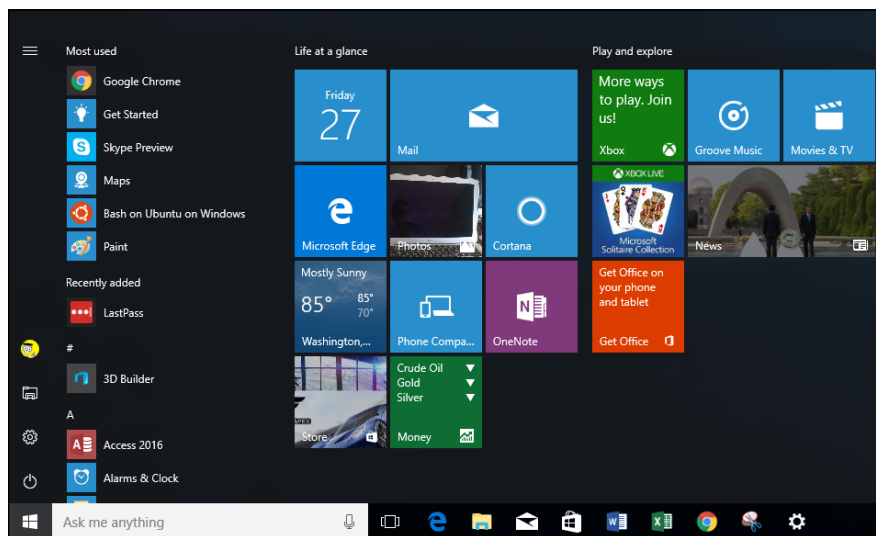 Most used
Google Chrome
Get Started
Skype Preview
Maps
Bash on Ubuntu on Windows
Paint
Recently added
LastPass
#
3D Builder
A
Access 2016
Alarms & Clock
Life at a glance
Friday
27
Mail
Microsoft Edge
Photos
Cortana
Mostly Sunny
85° 85°
70°
Washington,...
Phone Compa...
OneNote
Store
Crude Oil
Gold
Silver
Money
Play and explore
More ways
to play. Join
us!
Xbox
Groove Music
Movies & TV
XBOX LIVE
Microsoft
Solitaire Collection
News
Get Office on
your phone
and tablet
Get Office
Ask me anything